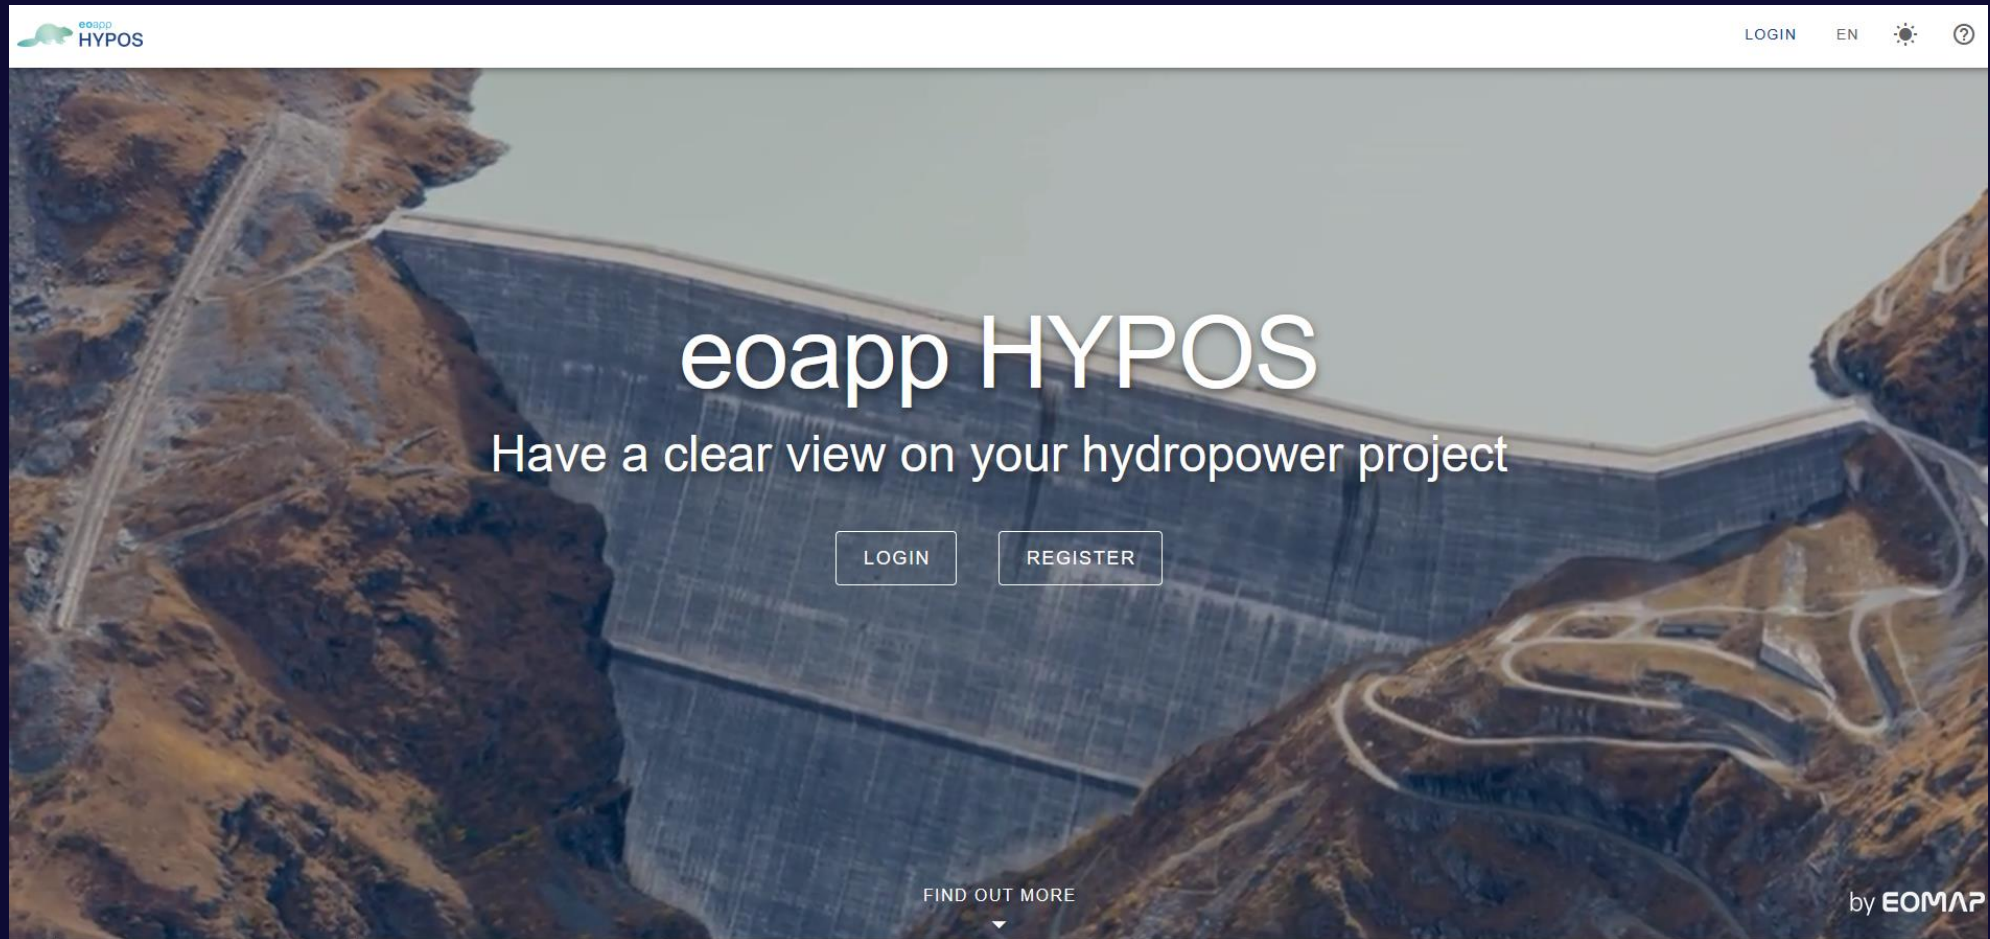 eoapp
HYPOS
LOGIN EN
eoapp HYPOS
Have a clear view on your hydropower project
LOGIN REGISTER
FIND OUT MORE
by EOMAP